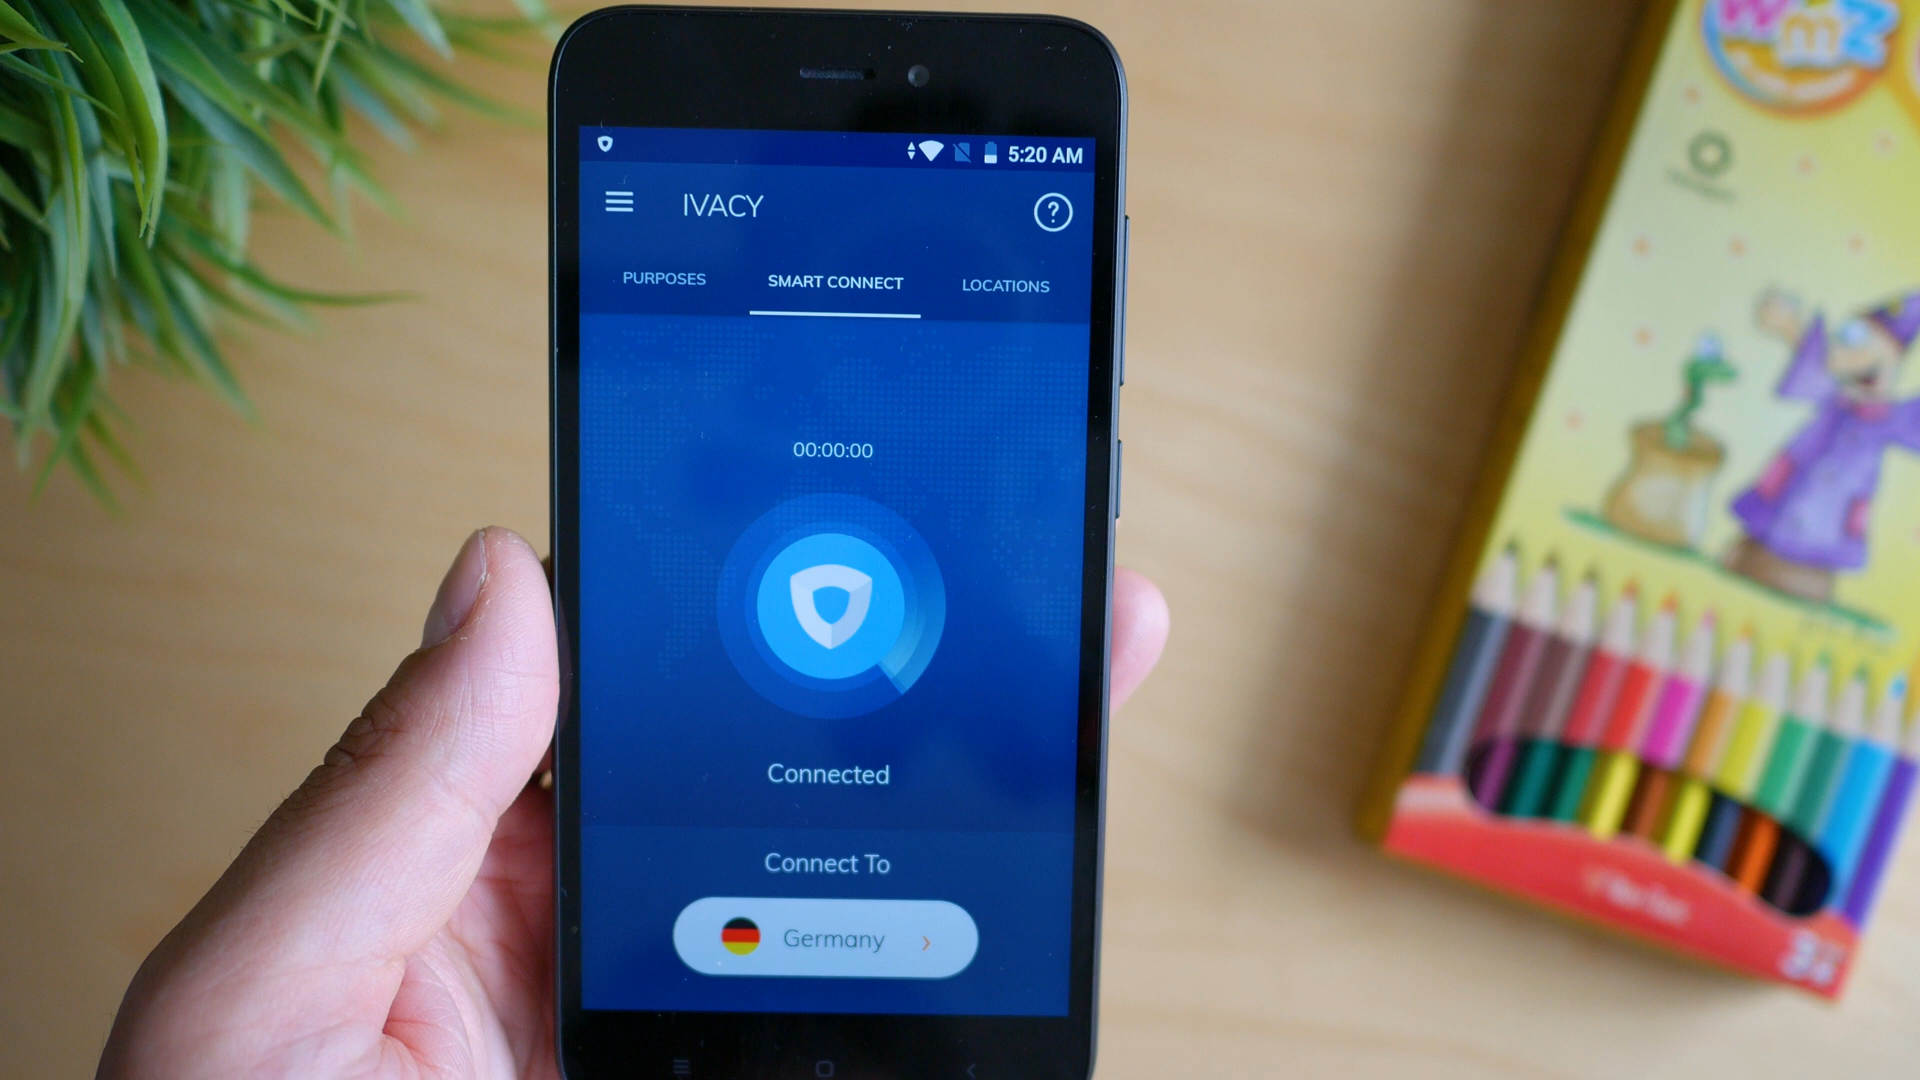 5:20 AM
IVACY
?
PURPOSES
SMART CONNECT
LOCATIONS
00:00:00
Connected
Connect To
Germany